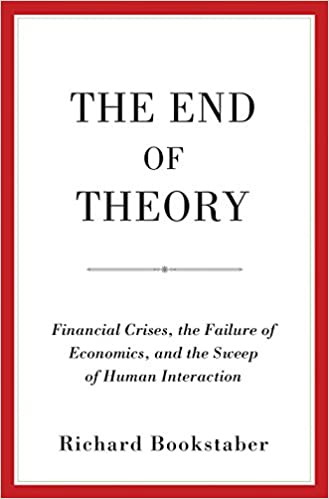 THE END
OF
THEORY
Financial Crises, the Failure of
Economics, and the Sweep
of Human Interaction
Richard Bookstaber